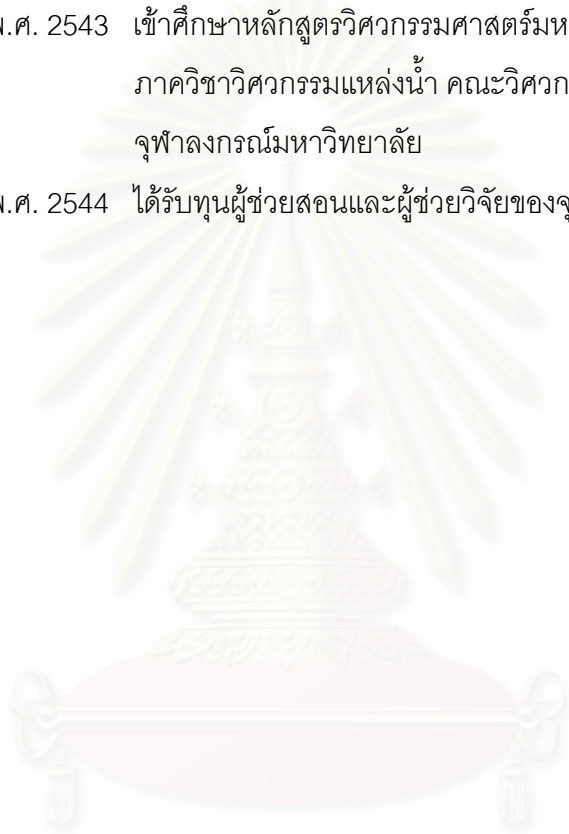 พ.ศ. 2543 เข้าศึกษาหลักสูตรวิศวกรรมศาสตร์มห
ภาควิชาวิศวกรรมแหล่งน้ำ คณะวิศวก
จุฬาลงกรณ์มหาวิทยาลัย
พ.ศ. 2544 ได้รับทุนผู้ช่วยสอนและผู้ช่วยวิจัยของจุ